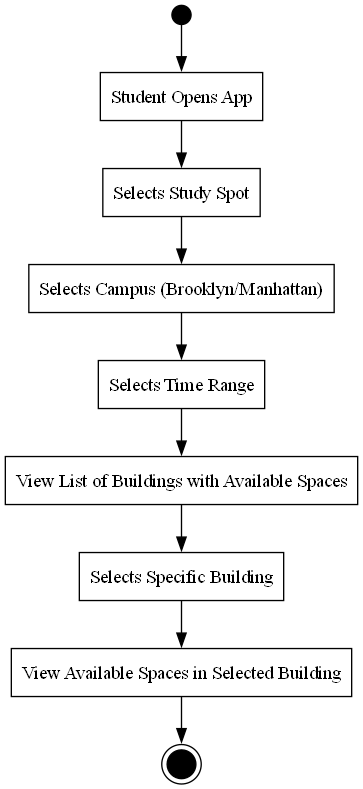 Student Opens App
Selects Study Spot
Selects Campus (Brooklyn/Manhattan)
Selects Time Range
View List of Buildings with Available Spaces
Selects Specific Building
View Available Spaces in Selected Building